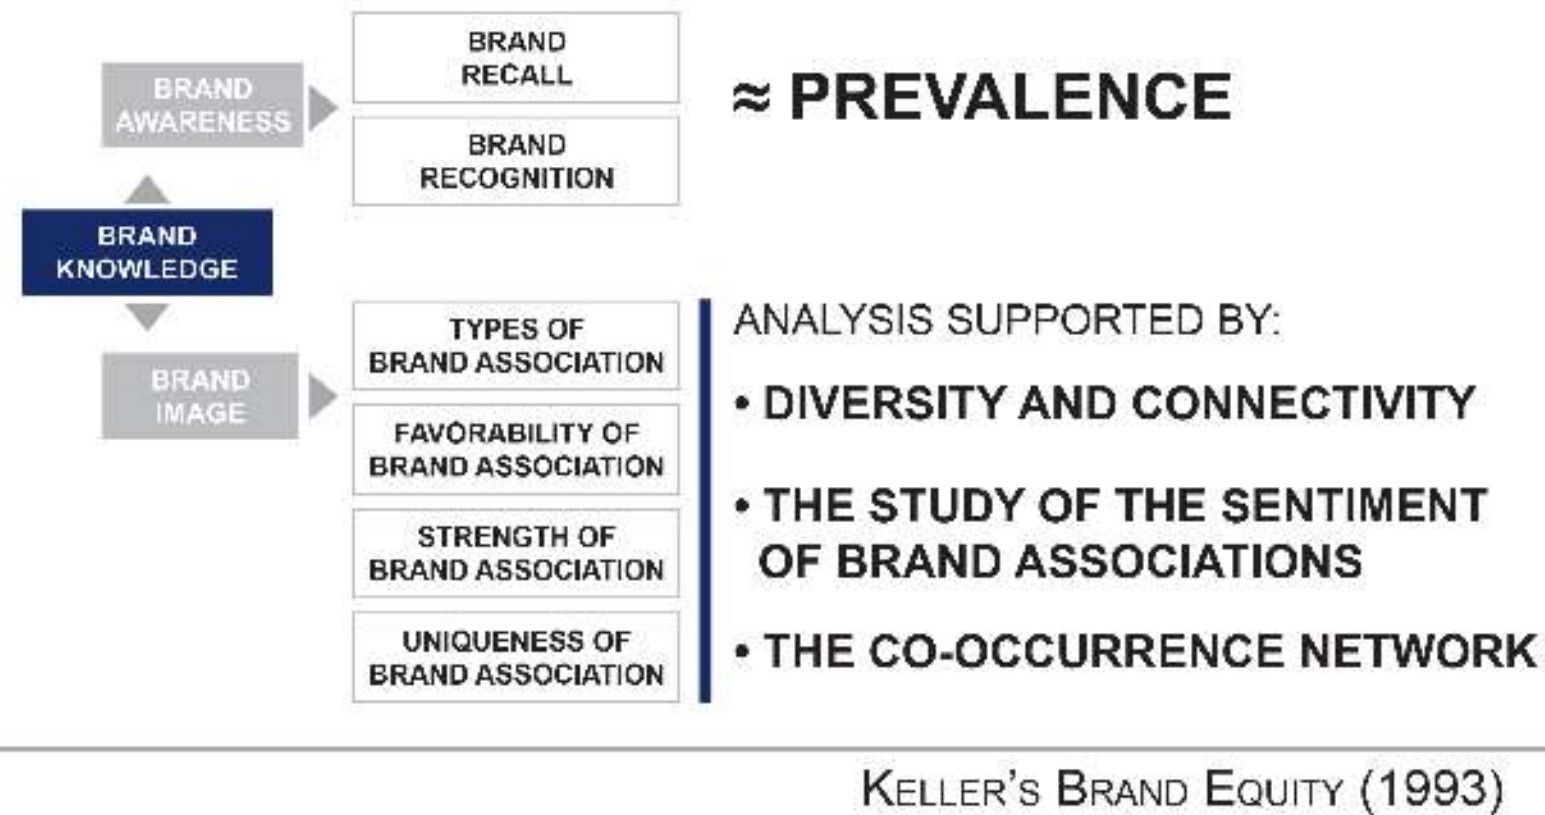 BRAND
AWARENESS
BRAND
RECALL
BRAND
RECOGNITION
≈ PREVALENCE
BRAND
KNOWLEDGE
BRAND
IMAGE
TYPES OF
BRAND ASSOCIATION
FAVORABILITY OF
BRAND ASSOCIATION
STRENGTH OF
BRAND ASSOCIATION
UNIQUENESS OF
BRAND ASSOCIATION
ANALYSIS SUPPORTED BY:
• DIVERSITY AND CONNECTIVITY
• THE STUDY OF THE SENTIMENT
OF BRAND ASSOCIATIONS
• THE CO-OCCURRENCE NETWORK
KELLER'S BRAND EQUITY (1993)